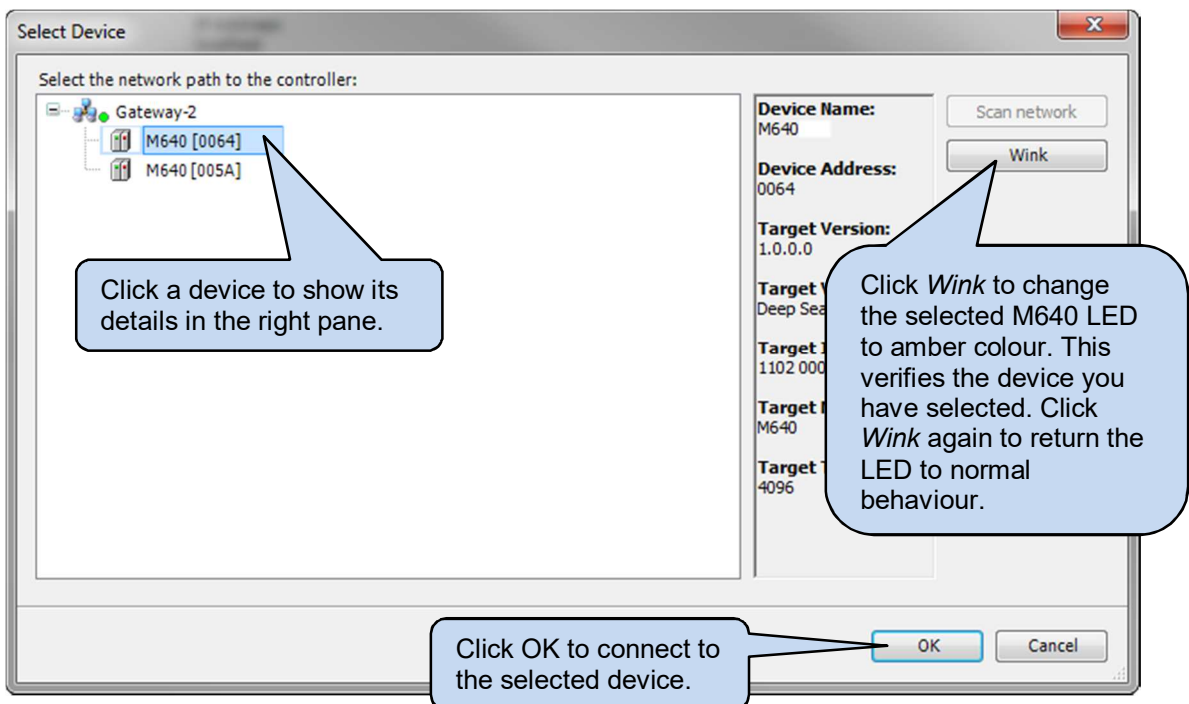 Select Device
Select the network path to the controller:
Gateway-2
M640 [0064]
M640 [005A]
Device Name:
M640
Device Address:
0064
Target Version:
1.0.0.0
Target
Deep Sea
Target
1102 000
Target
M640
Target
4096
Scan network
Wink
Click a device to show its
details in the right pane.
Click Wink to change
the selected M640 LED
to amber colour. This
verifies the device you
have selected. Click
Wink again to return the
LED to normal
behaviour.
Click OK to connect to
the selected device.
OK
Cancel